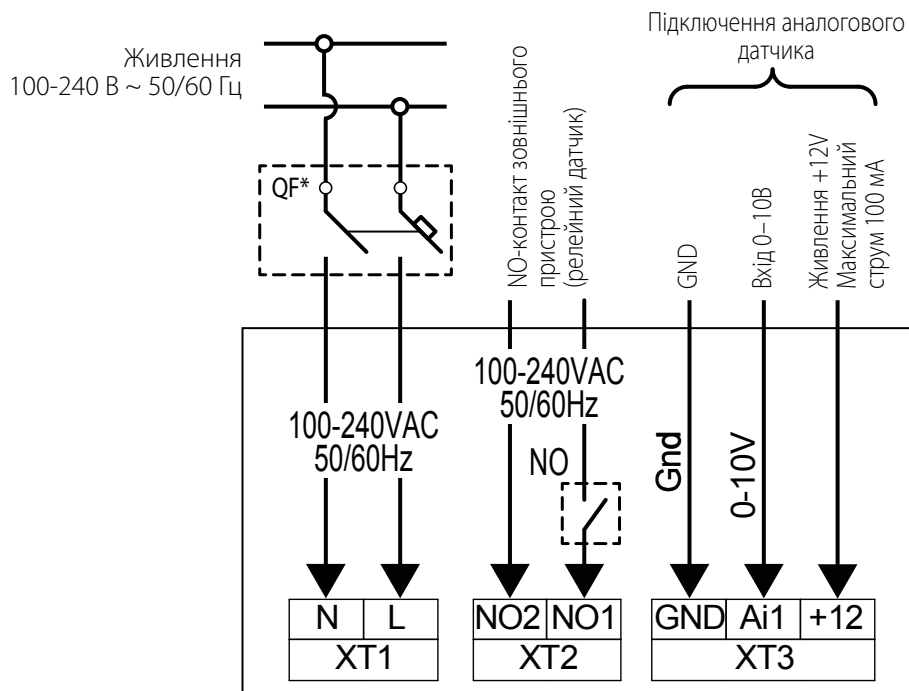 Живлення
100-240 В ~ 50/60 Гц
Підключення аналогового
датчика
QF*
NO-контакт зовнішнього
пристрою
(релейний датчик)
GND
Вхід 0–10В
Живлення +12V
Максимальний
струм 100 мА
100-240VAC
50/60Hz
100-240VAC
50/60Hz
NO
Gnd
0-10V
N L
XT1
NO2 NO1
XT2
GND Ai1 +12
XT3